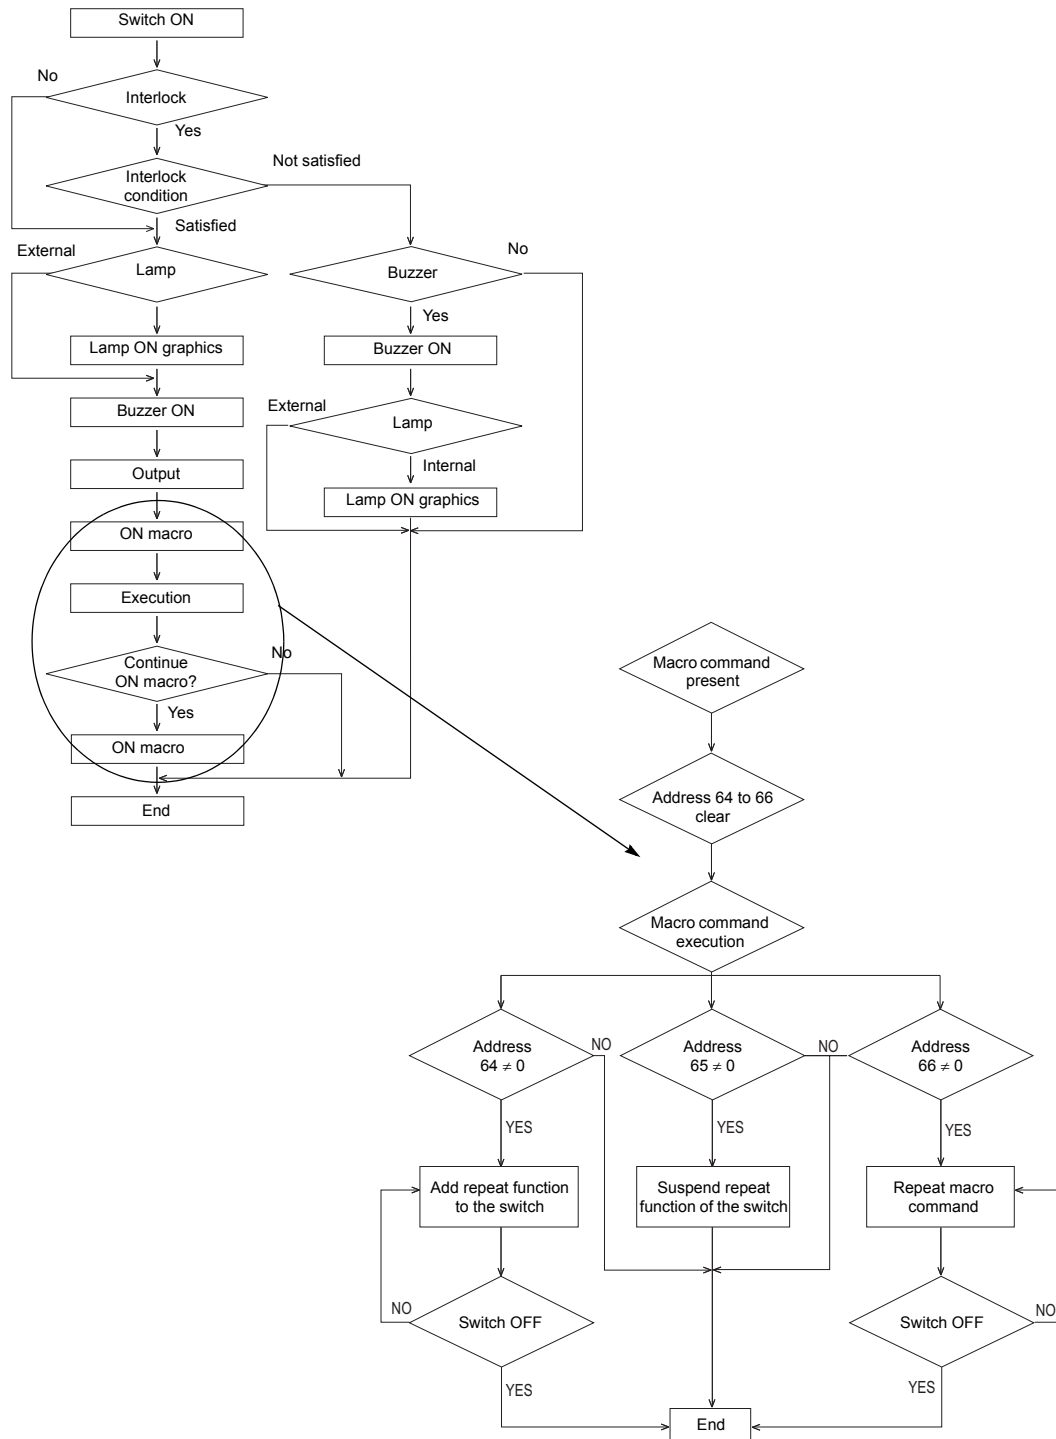 Switch ON
No
Interlock
Yes
Not satisfied
Interlock
condition
Satisfied
External
No
Lamp
Buzzer
Yes
Lamp ON graphics
Buzzer ON
External
Buzzer ON
Lamp
Internal
Output
Lamp ON graphics
ON macro
Execution
Continue
ON macro?
No
Yes
ON macro
End
Macro command
present
Address 64 to 66
clear
Macro command
execution
Address
64 ≠ 0
NO
Address
65 ≠ 0
NO
Address
66 ≠ 0
YES
YES
YES
Add repeat function
to the switch
Suspend repeat
function of the switch
Repeat macro
command
NO
Switch OFF
Switch OFF
NO
YES
YES
End